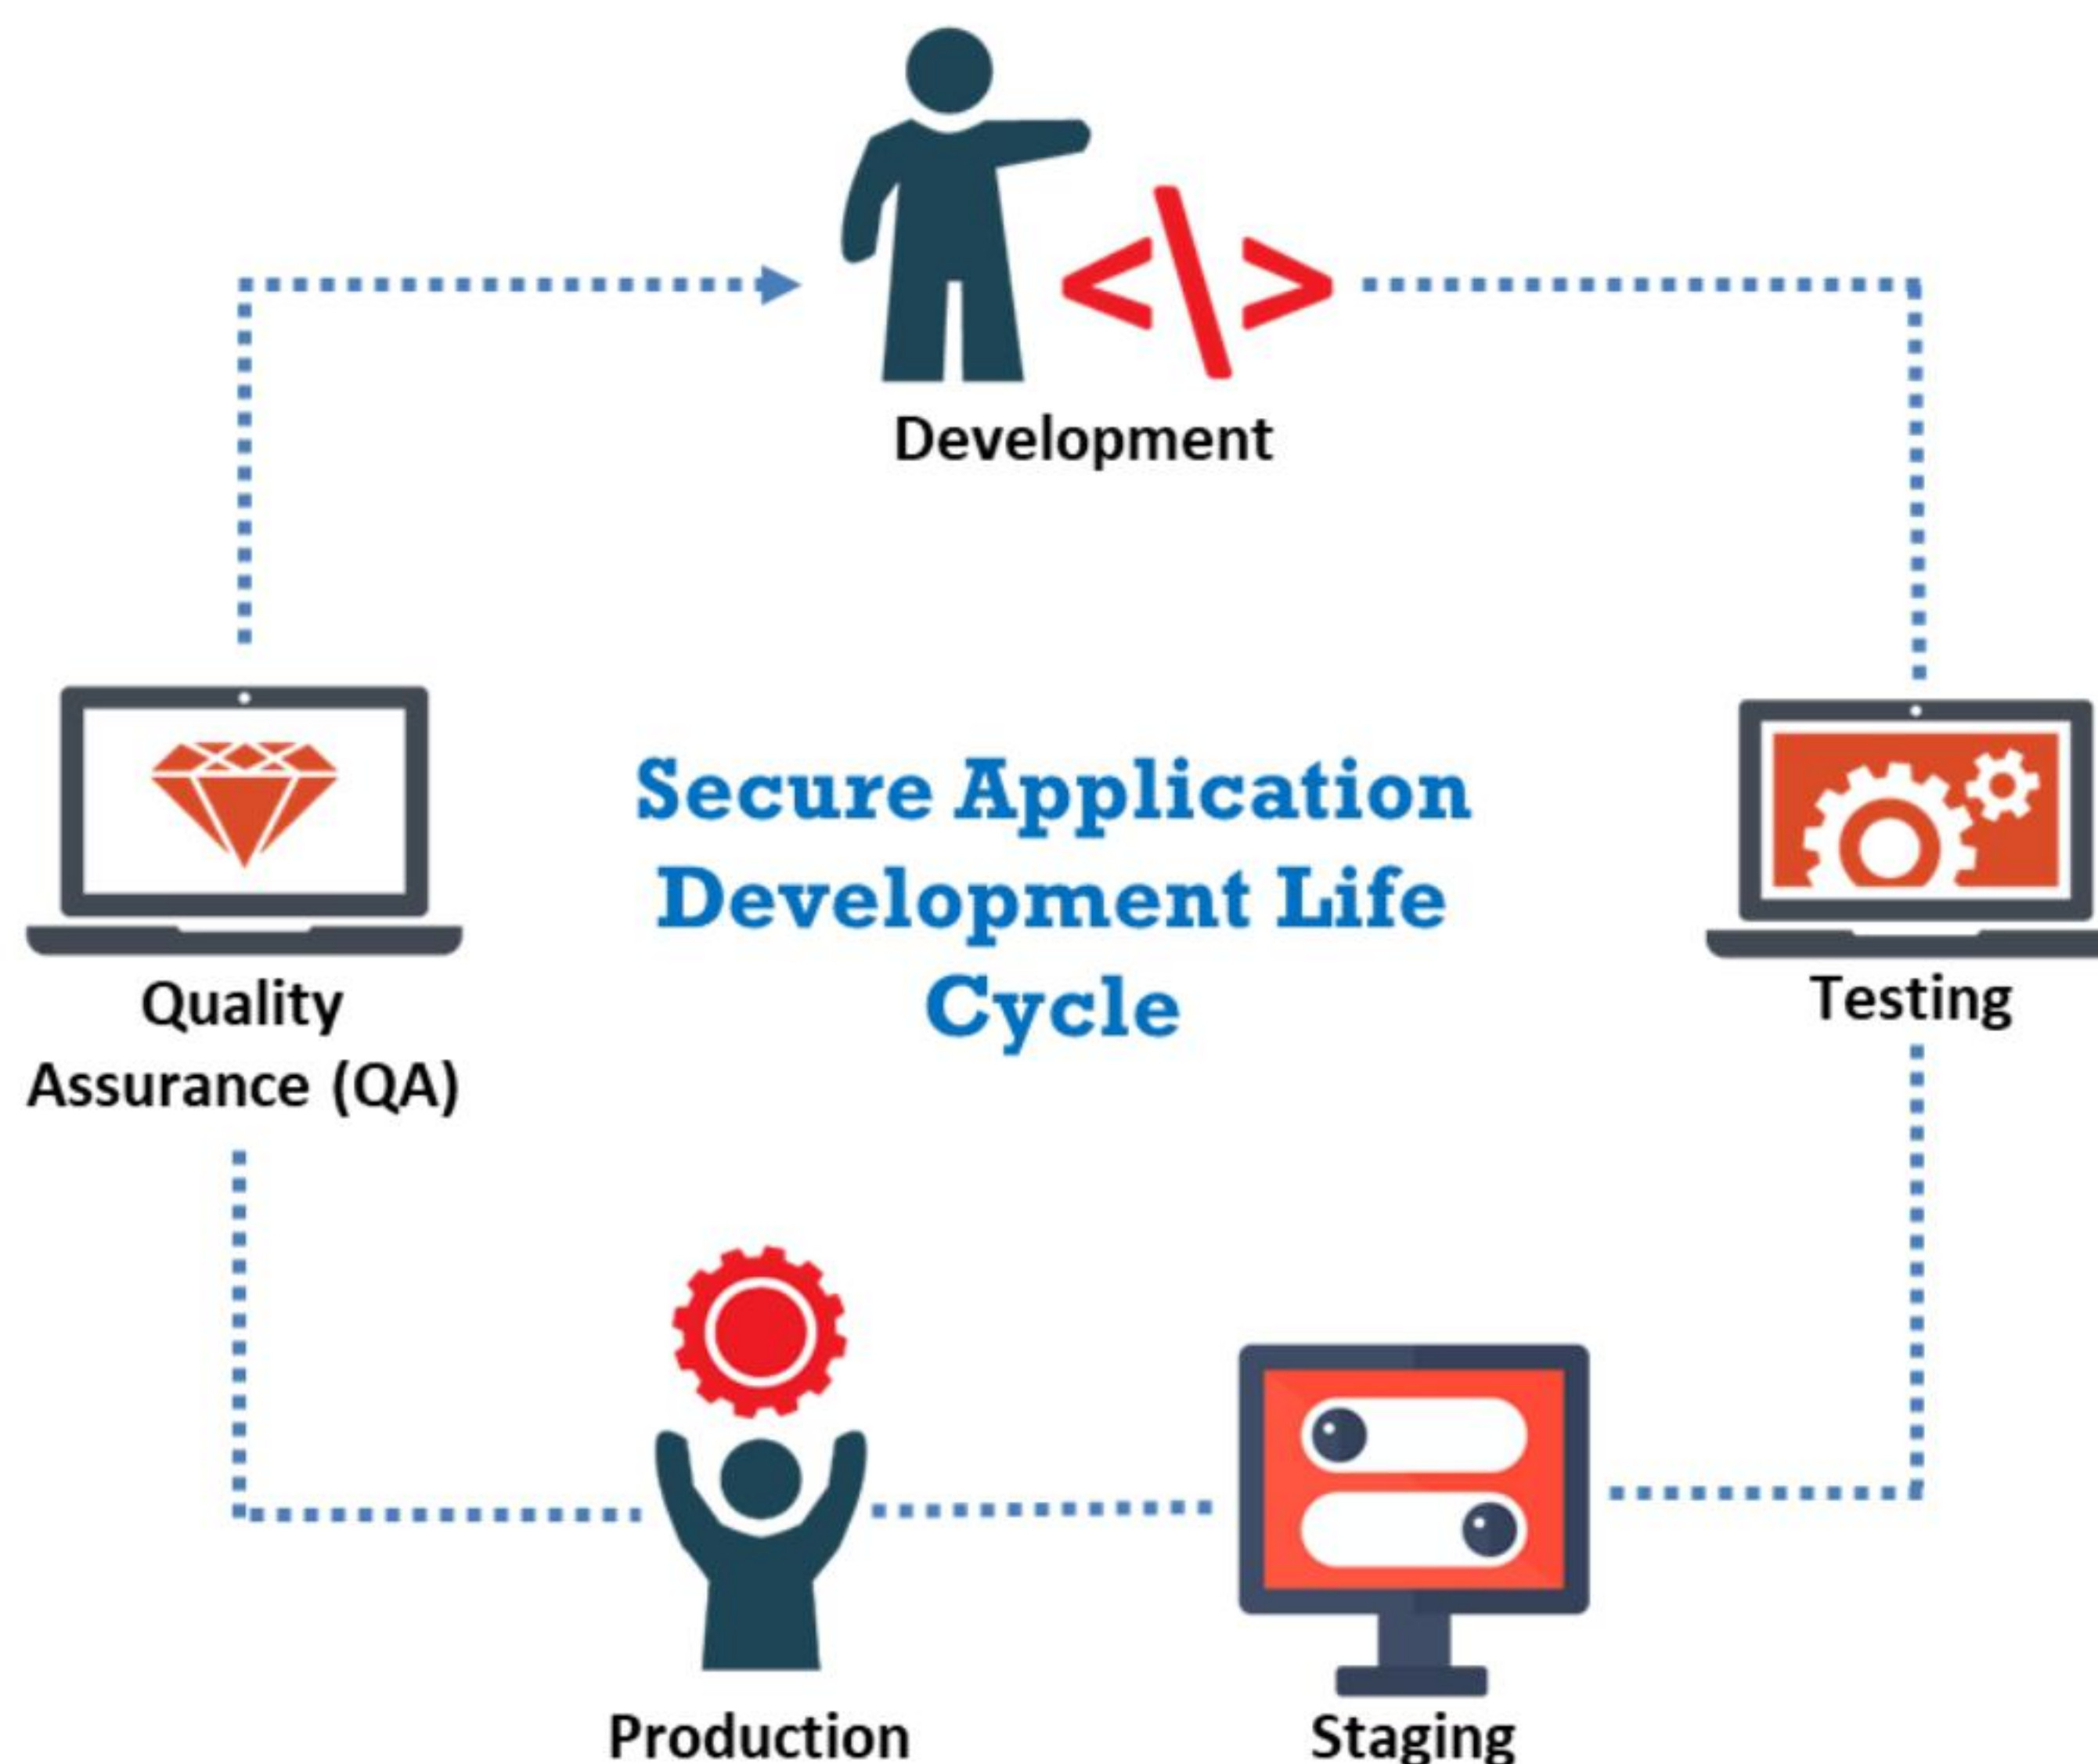 Development
Secure Application
Development Life
Cycle
Quality
Assurance (QA)
Testing
Production
Staging